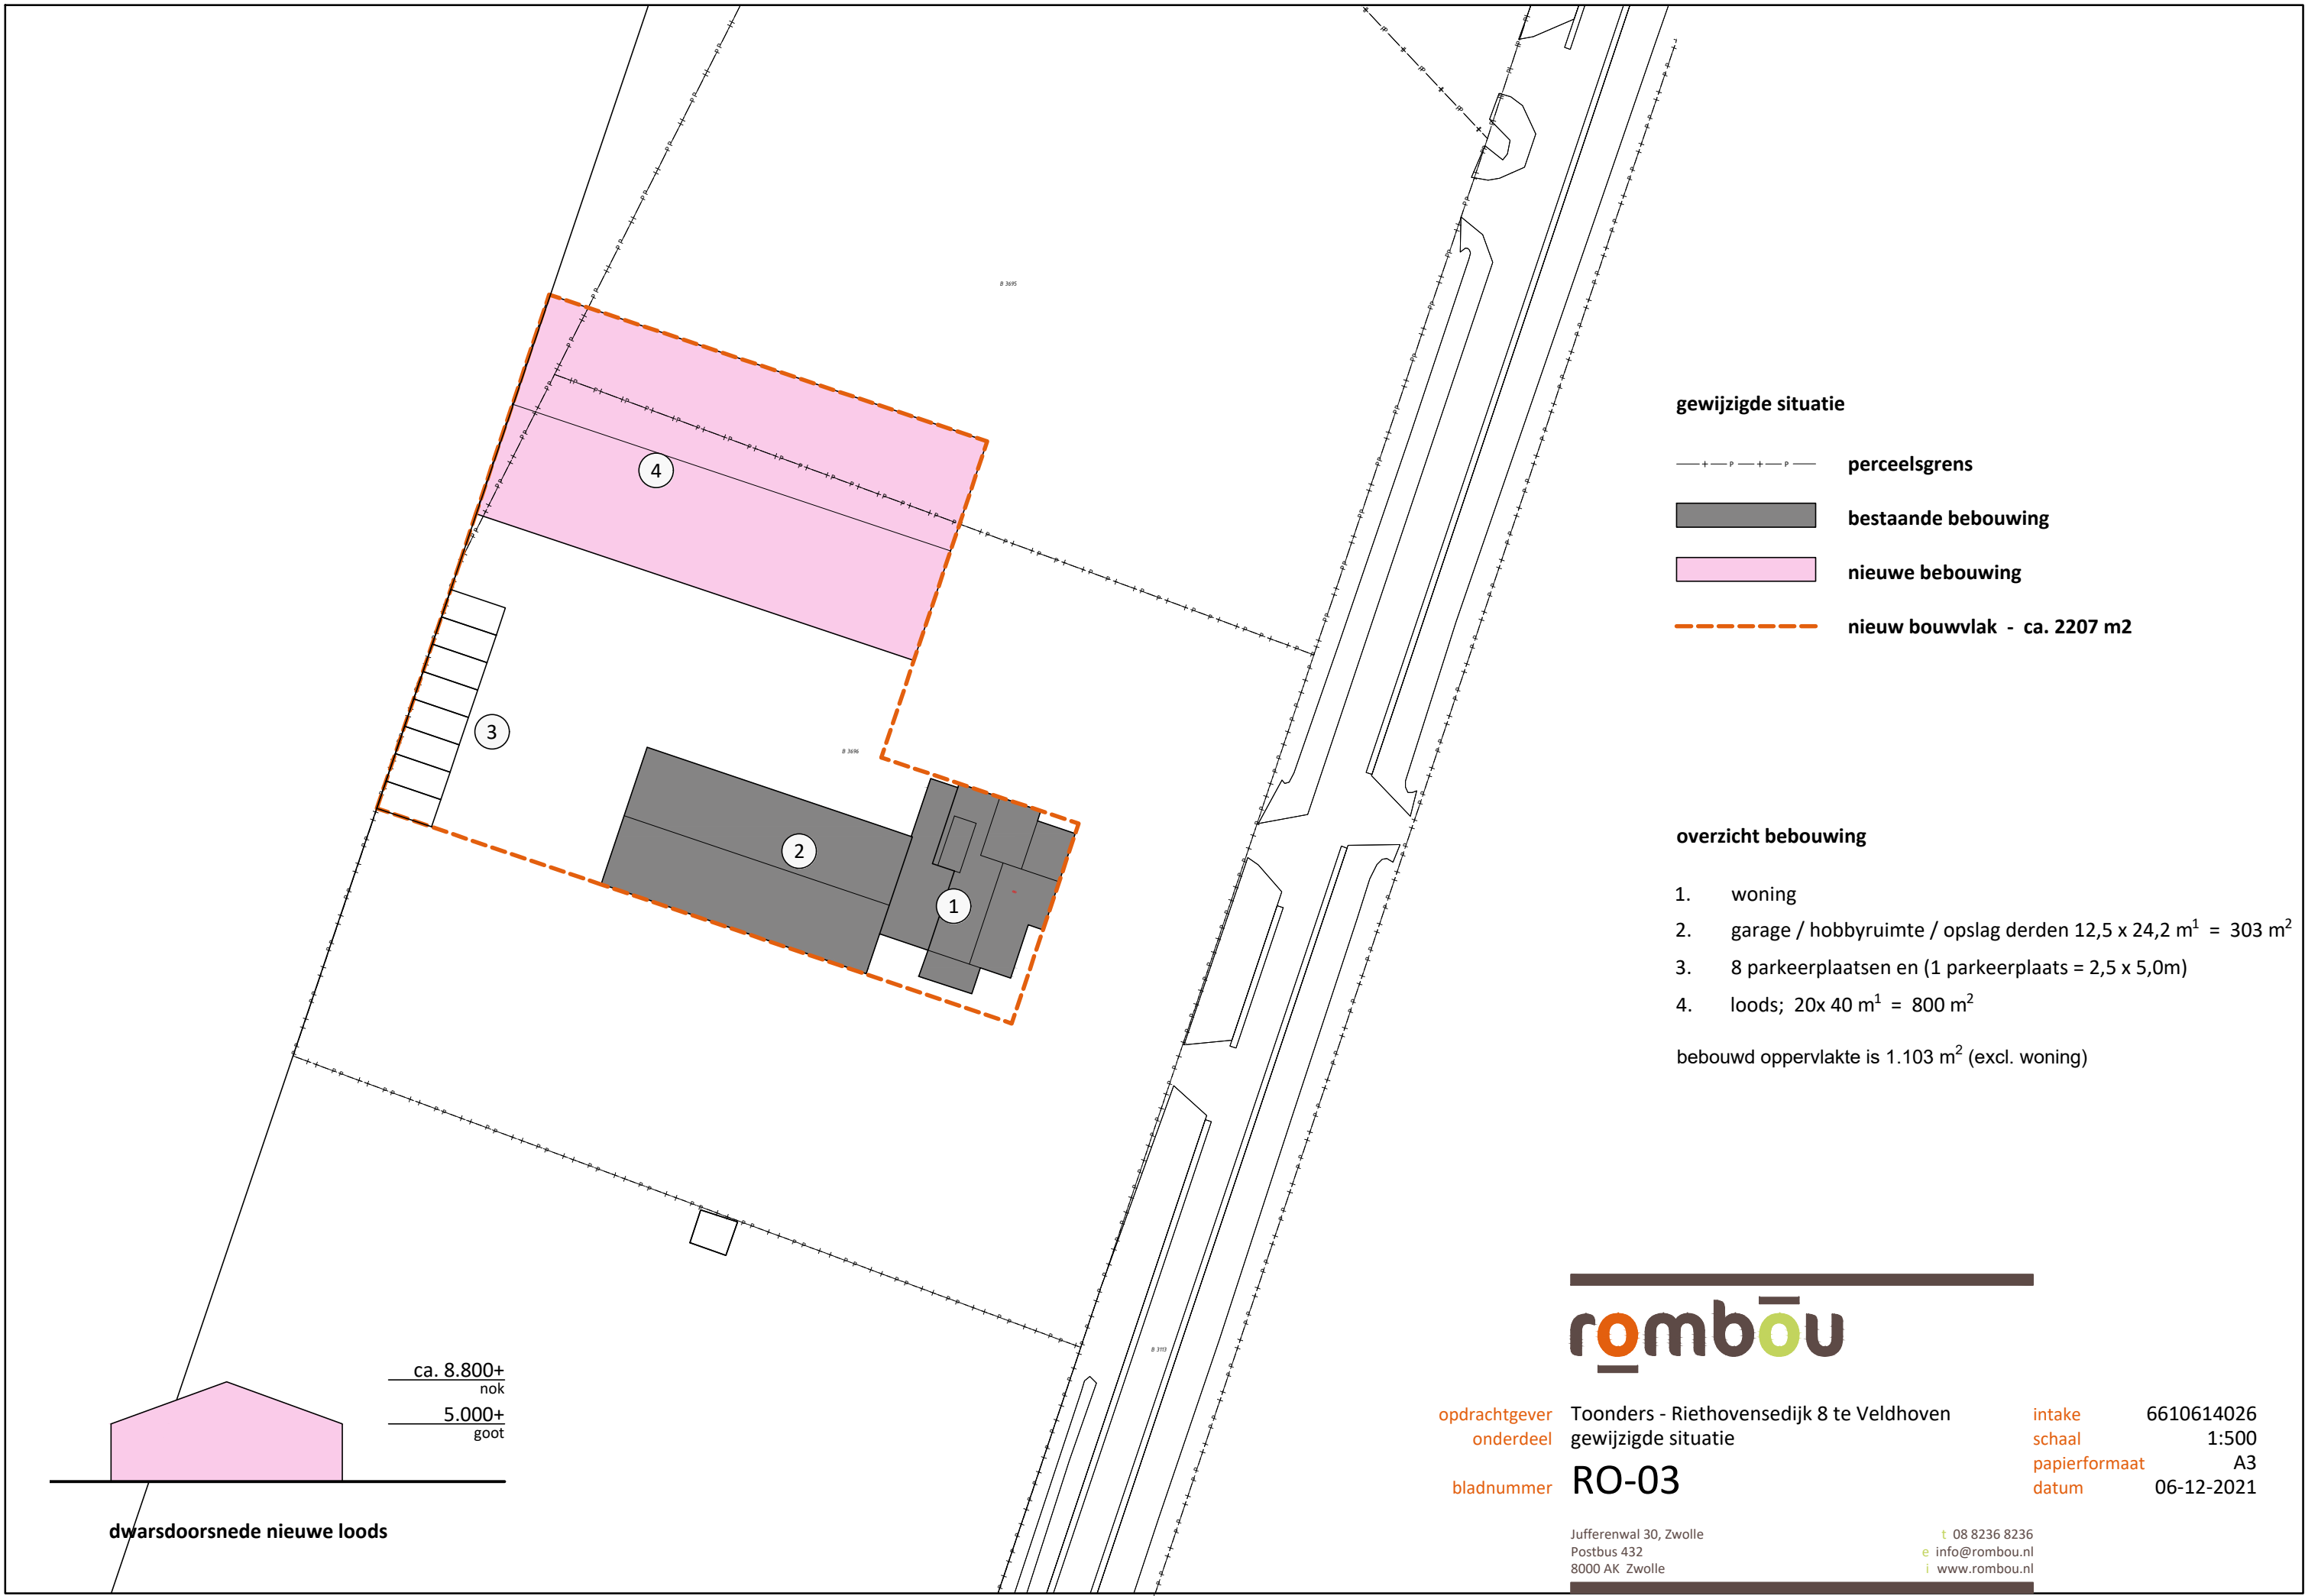 B 3695
4
3
B 3696
2
1
B 3113
gewijzigde situatie
perceelsgrens
bestaande bebouwing
nieuwe bebouwing
nieuw bouwvlak - ca. 2207 m2
overzicht bebouwing
1. woning
2. garage / hobbyruimte / opslag derden 12,5 x 24,2 m¹ = 303 m²
3. 8 parkeerplaatsen en (1 parkeerplaats = 2,5 x 5,0m)
4. loods; 20x 40 m¹ = 800 m²
bebouwd oppervlakte is 1.103 m² (excl. woning)
ca. 8.800+
nok
5.000+
goot
dwarsdoorsnede nieuwe loods
rombou
opdrachtgever Toonders - Riethovensedijk 8 te Veldhoven
onderdeel gewijzigde situatie
bladnummer RO-03
intake 6610614026
schaal 1:500
papierformaat A3
datum 06-12-2021
Jufferenwal 30, Zwolle
Postbus 432
8000 AK Zwolle
t 08 8236 8236
e info@rombou.nl
i www.rombou.nl